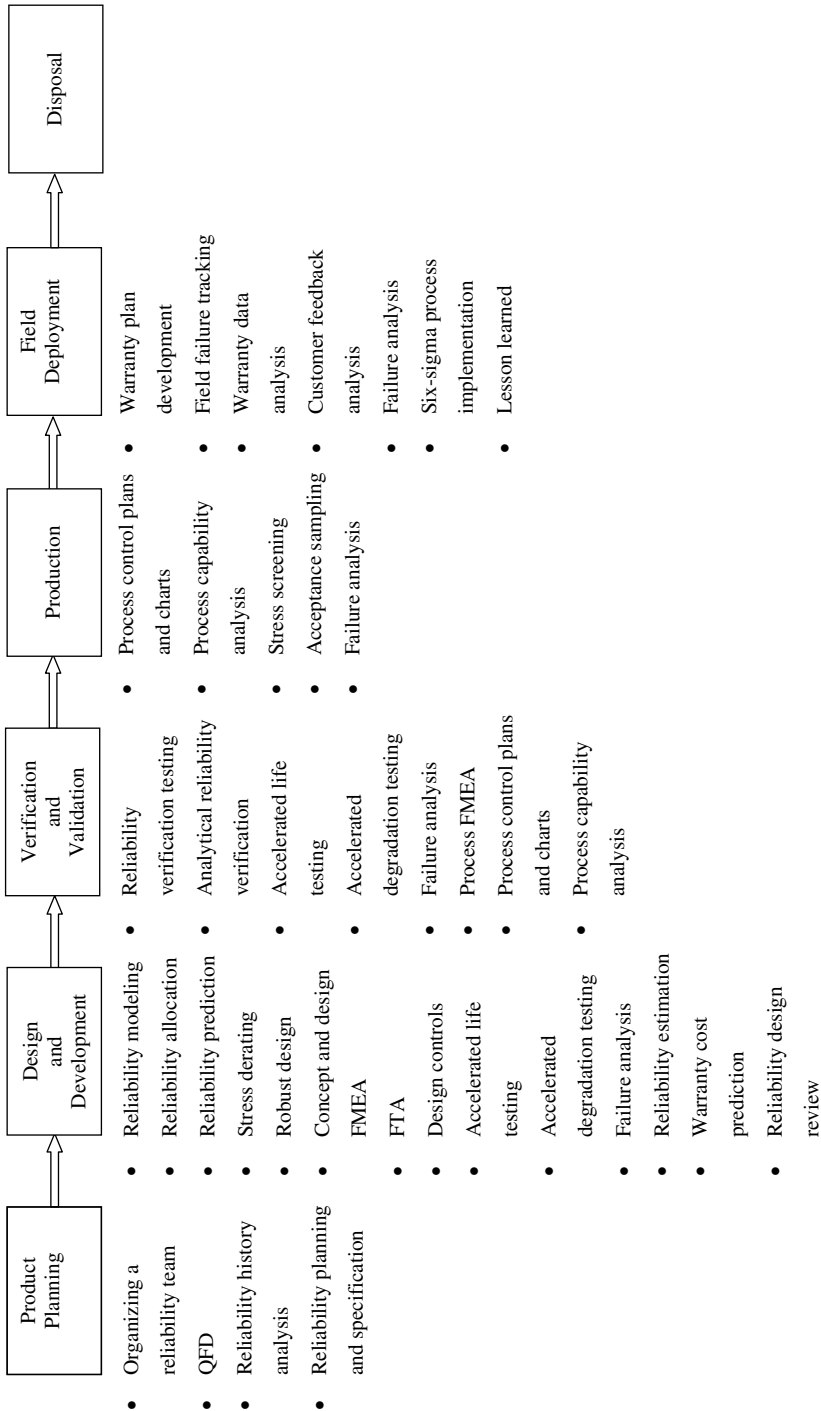 Product
Planning
• Organizing a
reliability team
• QFD
• Reliability history
analysis
• Reliability planning
and specification
Design
and
Development
• Reliability modeling
• Reliability allocation
• Reliability prediction
• Stress derating
• Robust design
• Concept and design
FMEA
• FTA
• Design controls
• Accelerated life
testing
• Accelerated
degradation testing
• Failure analysis
• Reliability estimation
• Warranty cost
prediction
• Reliability design
review
Verification
and
Validation
• Reliability
verification testing
• Analytical reliability
verification
• Accelerated life
testing
• Accelerated
degradation testing
• Failure analysis
• Process FMEA
• Process control plans
and charts
• Process capability
analysis
Production
• Process control plans
and charts
• Process capability
analysis
• Stress screening
• Acceptance sampling
• Failure analysis
Field
Deployment
• Warranty plan
development
• Field failure tracking
• Warranty data
analysis
• Customer feedback
analysis
• Failure analysis
• Six-sigma process
implementation
• Lesson learned
Disposal